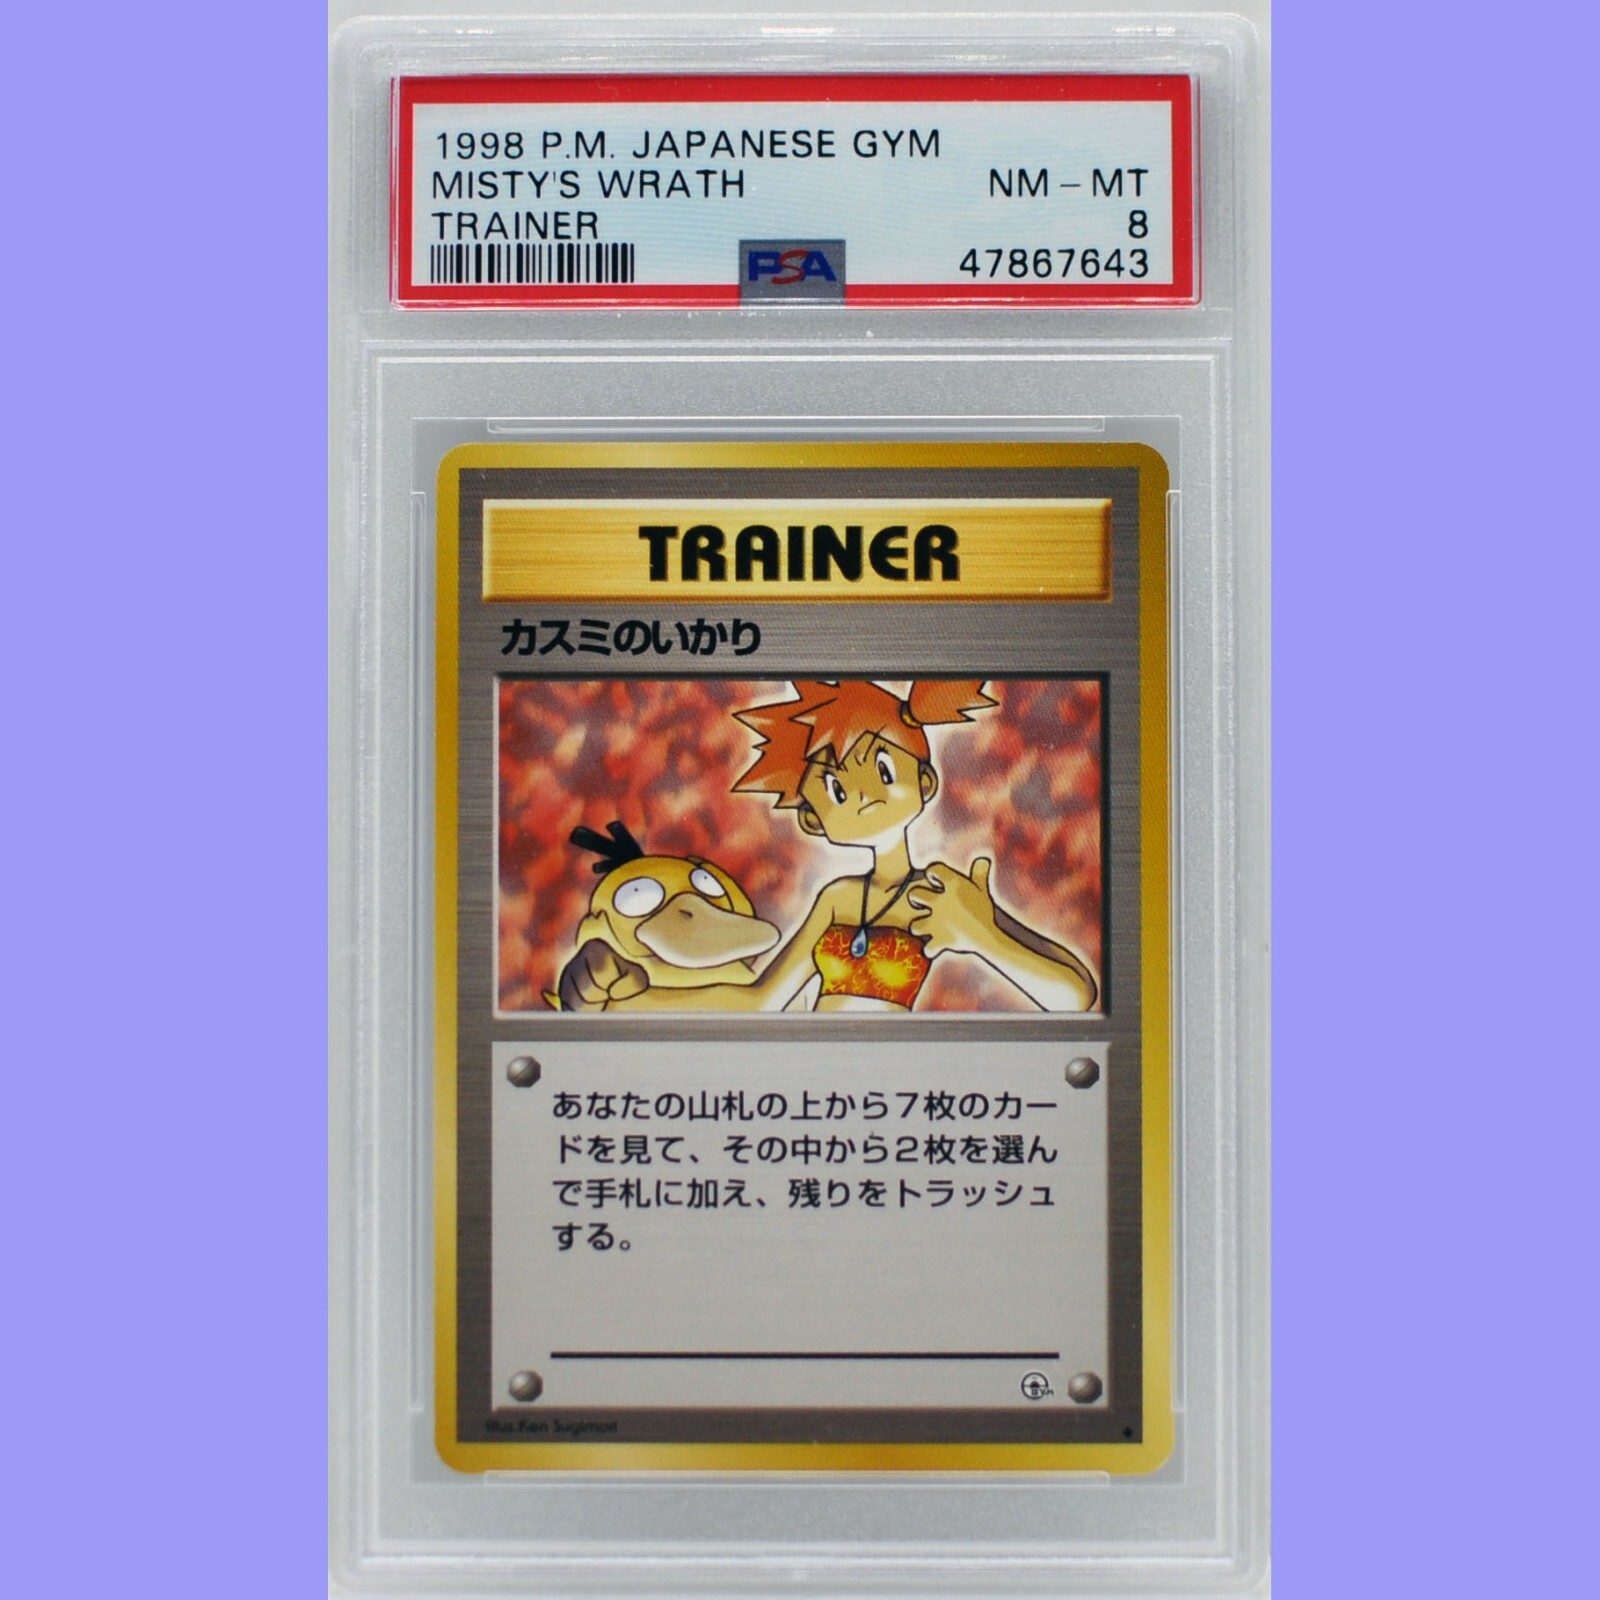 1998 P.M. JAPANESE GYM
MISTY'S WRATH NM - MT
TRAINER 8
PSA 47867643
TRAINER
カスミのいかり
あなたの山札の上から7枚のカー
ドを見て、その中から2枚を選ん
で手札に加え、残りをトラッシュ
する。
GYM
Illus. Ken Sugimori